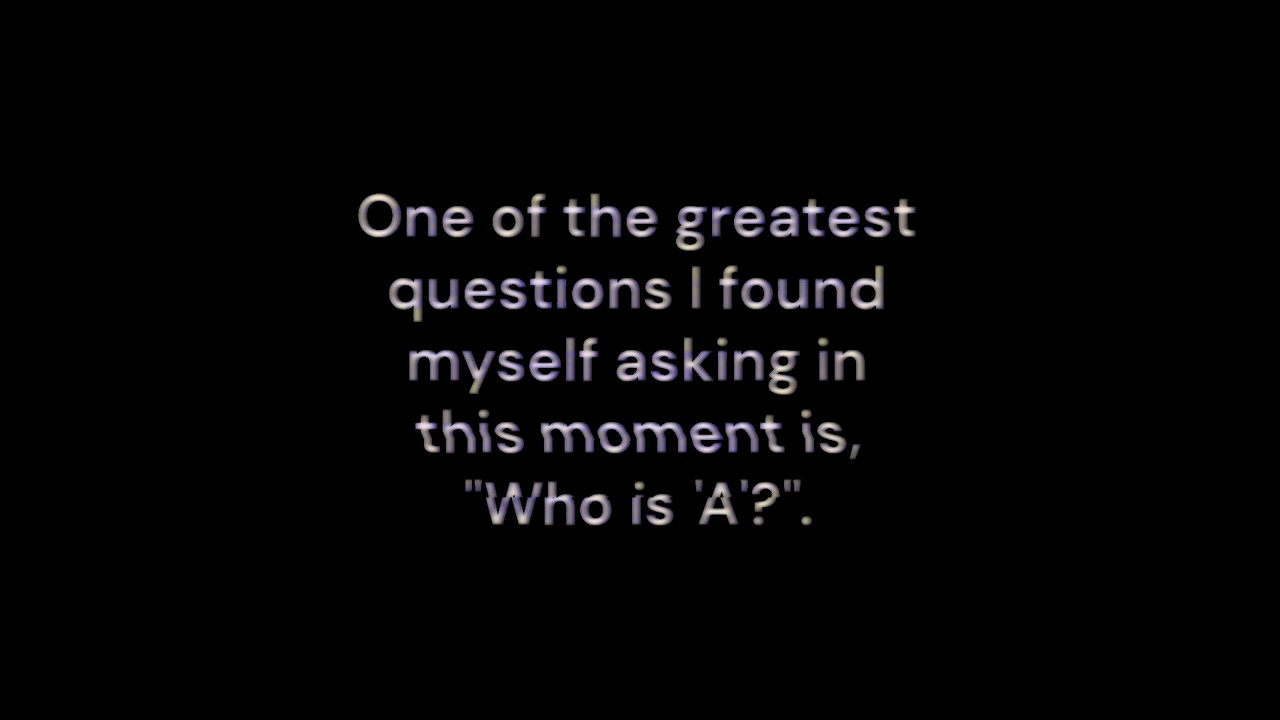 One of the greatest
questions I found
myself asking in
this moment is,
"Who is 'A'?".